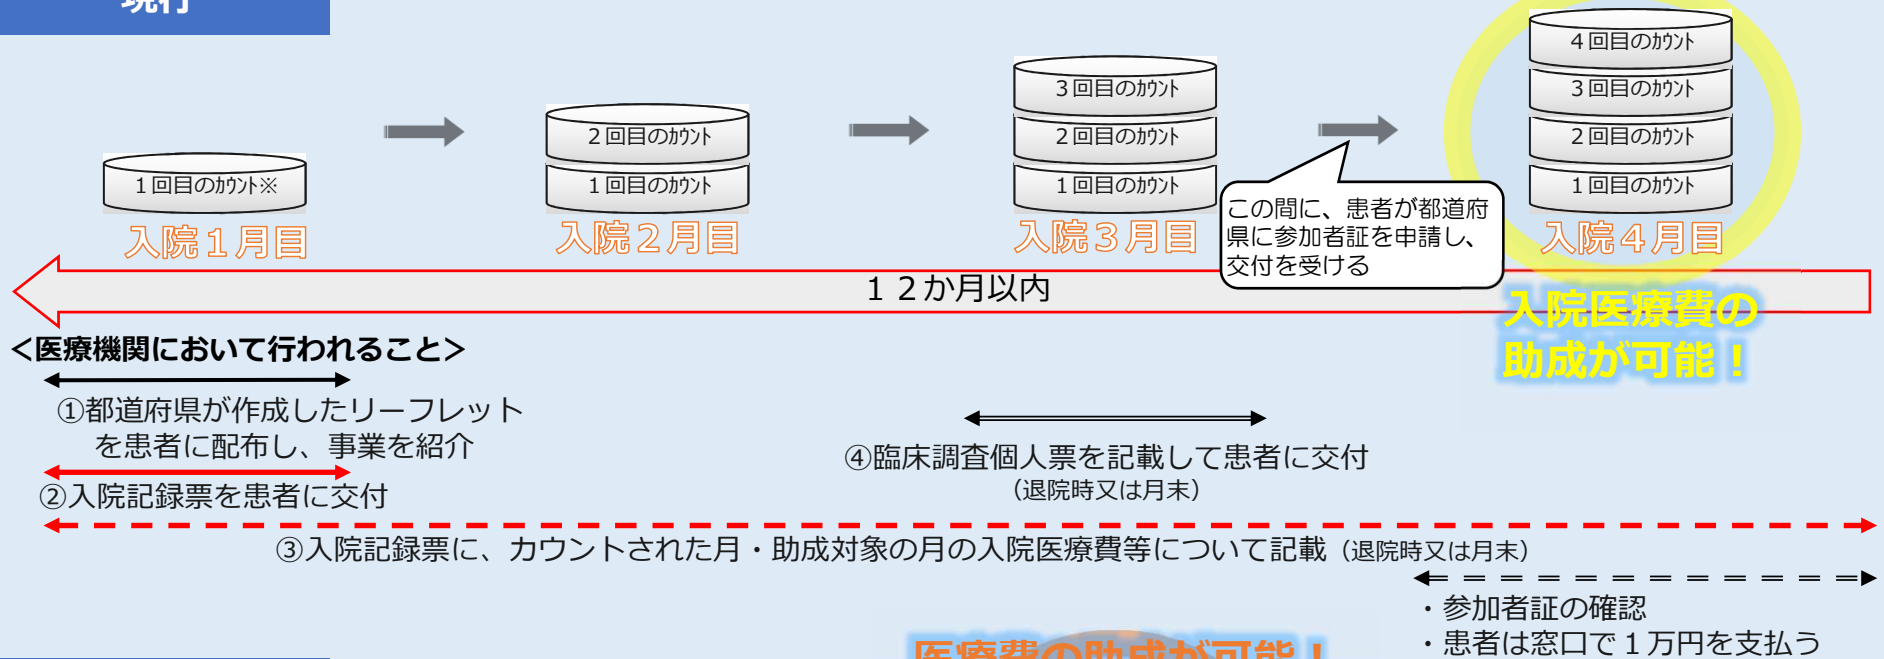 現行
4回目のｶｳﾝﾄ
3回目のｶｳﾝﾄ
3回目のｶｳﾝﾄ
2回目のｶｳﾝﾄ
2回目のｶｳﾝﾄ
2回目のｶｳﾝﾄ
1回目のｶｳﾝﾄ※
1回目のｶｳﾝﾄ
1回目のｶｳﾝﾄ
1回目のｶｳﾝﾄ
入院１月目
入院２月目
入院３月目
入院４月目
この間に、患者が都道府
県に参加者証を申請し、
交付を受ける
１２か月以内
入院医療費の
助成が可能！
＜医療機関において行われること＞
①都道府県が作成したリーフレット
を患者に配布し、事業を紹介
②入院記録票を患者に交付
④臨床調査個人票を記載して患者に交付
（退院時又は月末）
③入院記録票に、カウントされた月・助成対象の月の入院医療費等について記載（退院時又は月末）
・参加者証の確認
・患者は窓口で１万円を支払う
医療費の助成が可能！